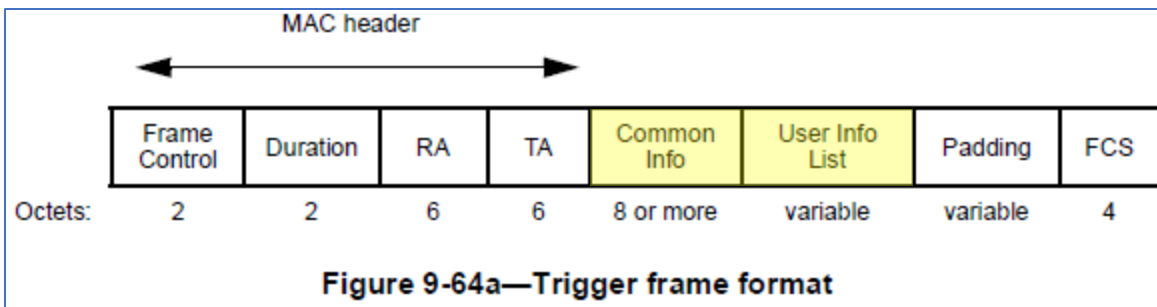 MAC header
Frame Control Duration RA TA Common Info User Info List Padding FCS
Octets: 2 2 6 6 8 or more variable variable 4
Figure 9-64a—Trigger frame format